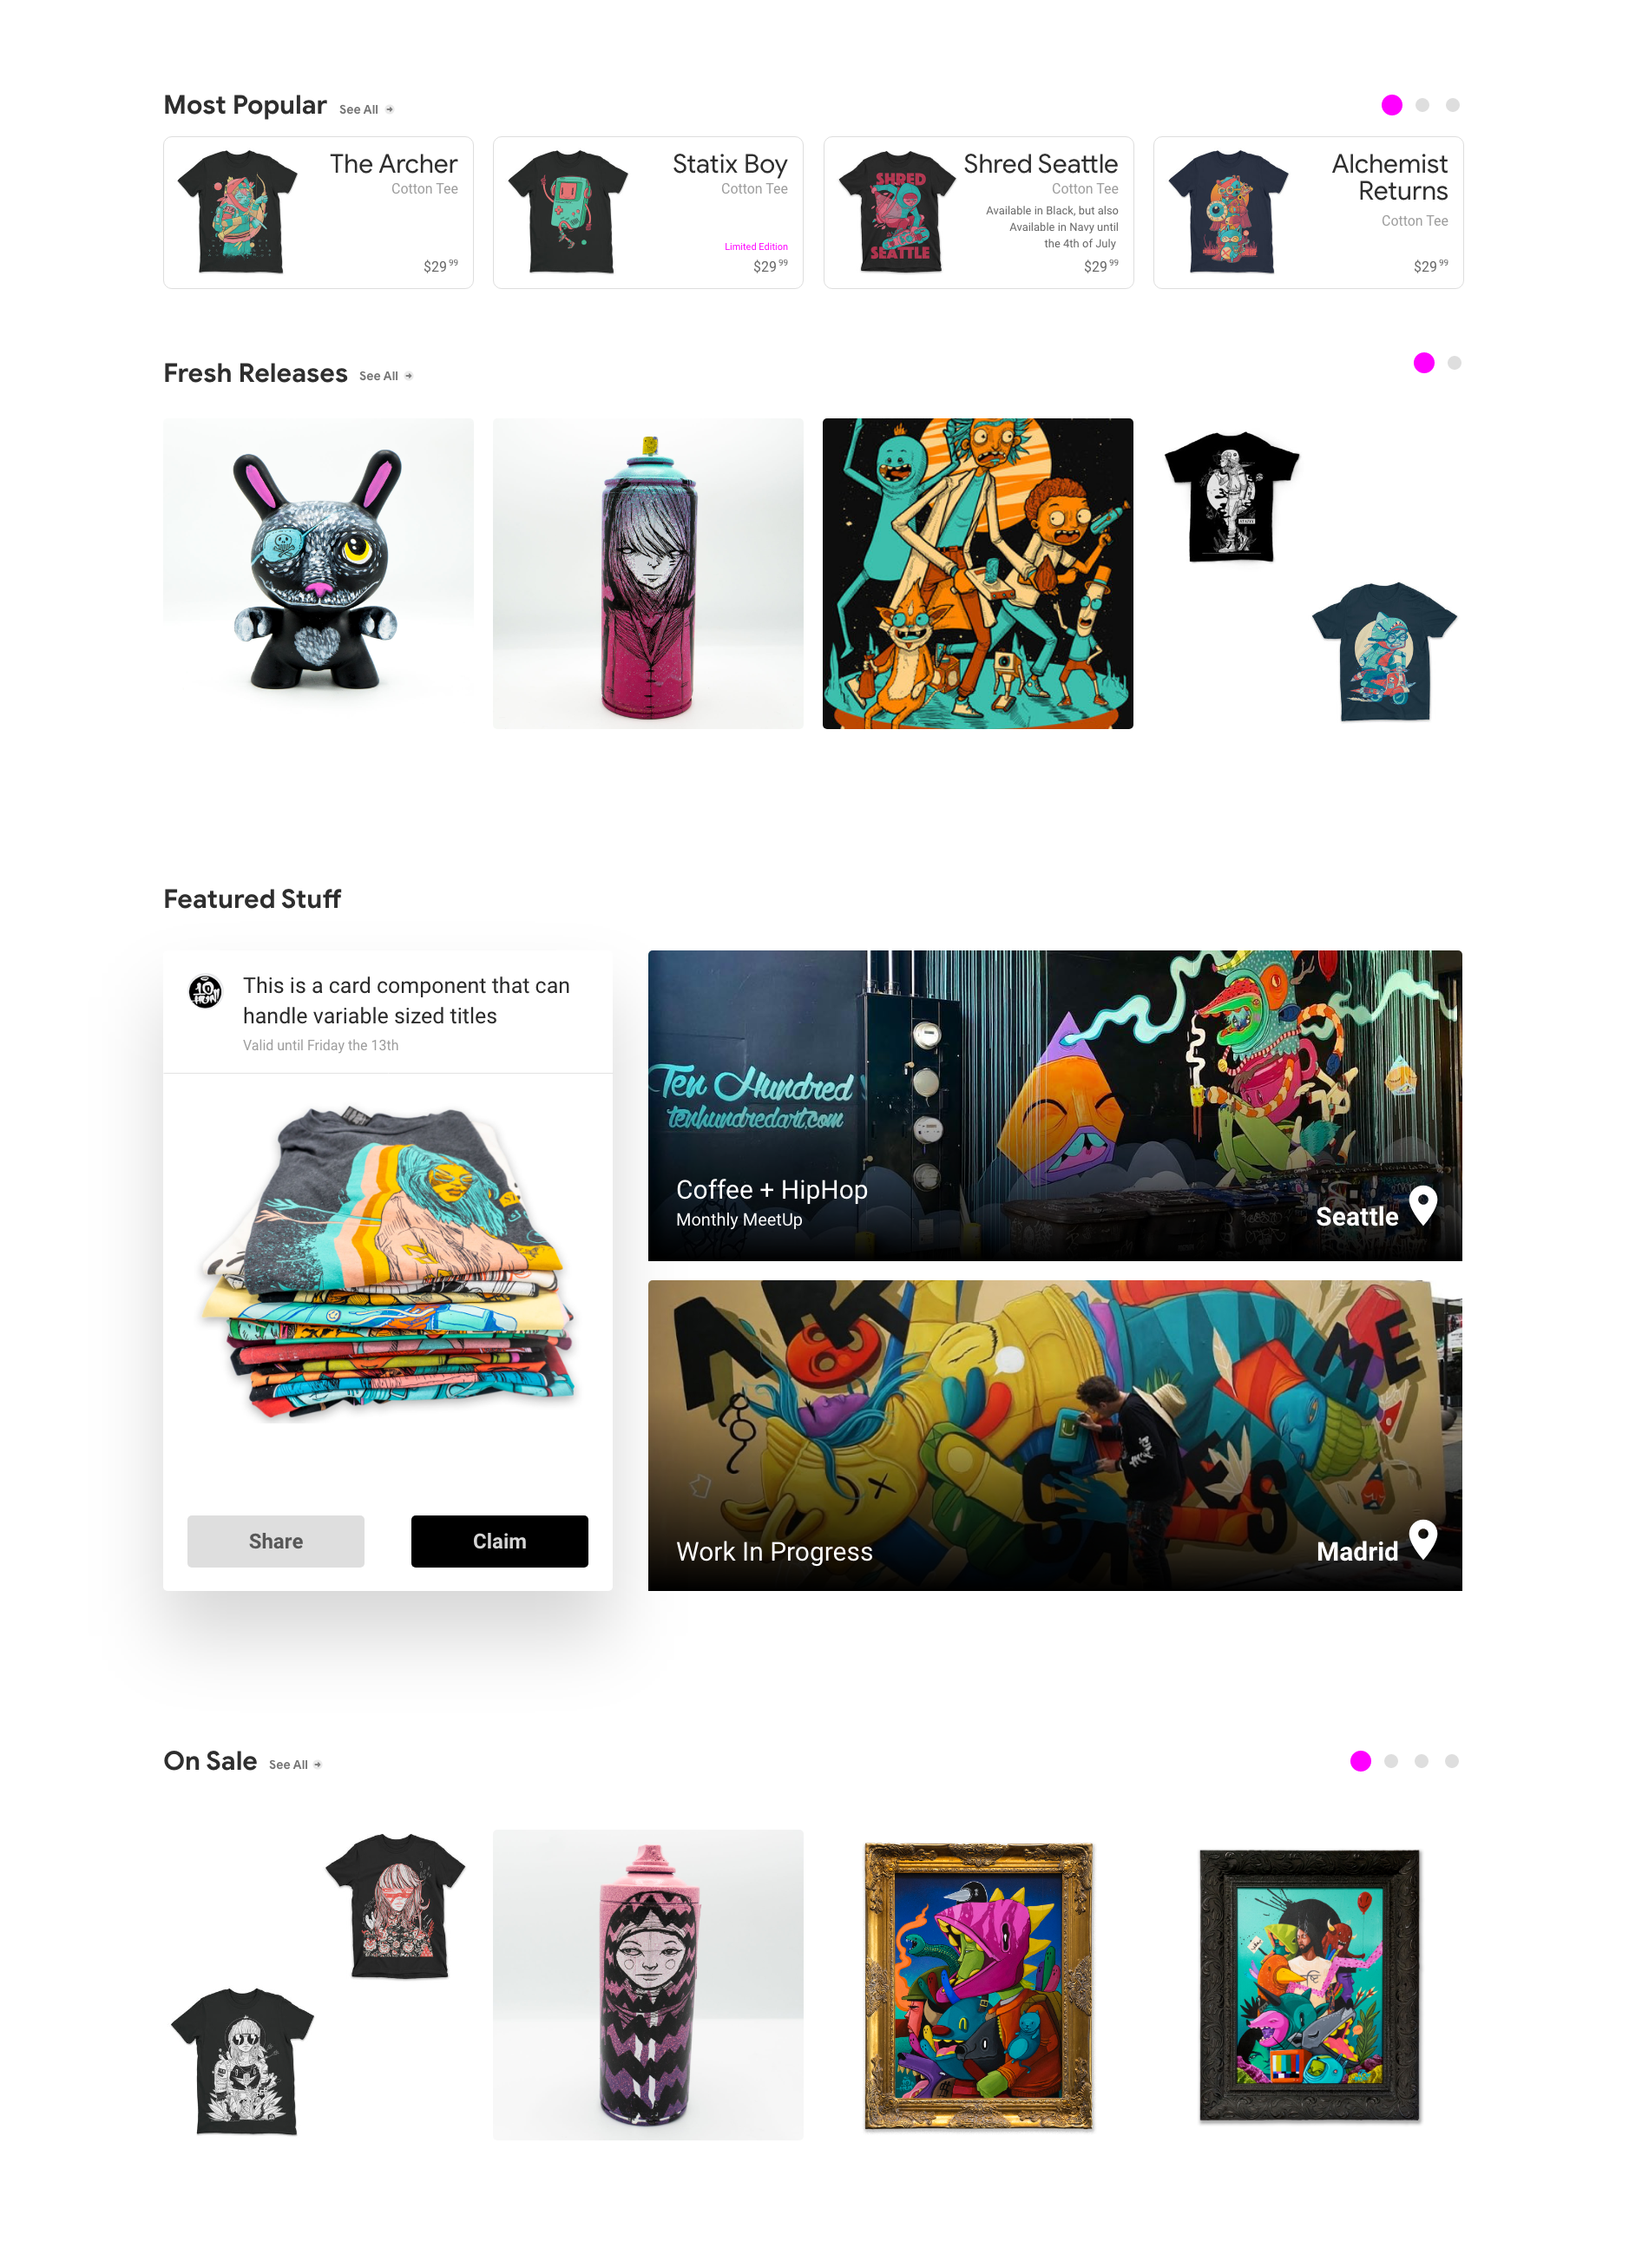 Most Popular See All
The Archer
Cotton Tee
$29 99
Statix Boy
Cotton Tee
Limited Edition
$29 99
SHRED
SEATTLE
Shred Seattle
Cotton Tee
Available in Black, but also
Available in Navy until
the 4th of July
$29 99
Alchemist
Returns
Cotton Tee
$29 99
Fresh Releases See All
Featured Stuff
This is a card component that can
handle variable sized titles
Valid until Friday the 13th
Share
Claim
Ten Hundred
tenhundredart.com
Coffee + HipHop
Monthly MeetUp
Seattle
ME
Work In Progress
Madrid
On Sale See All